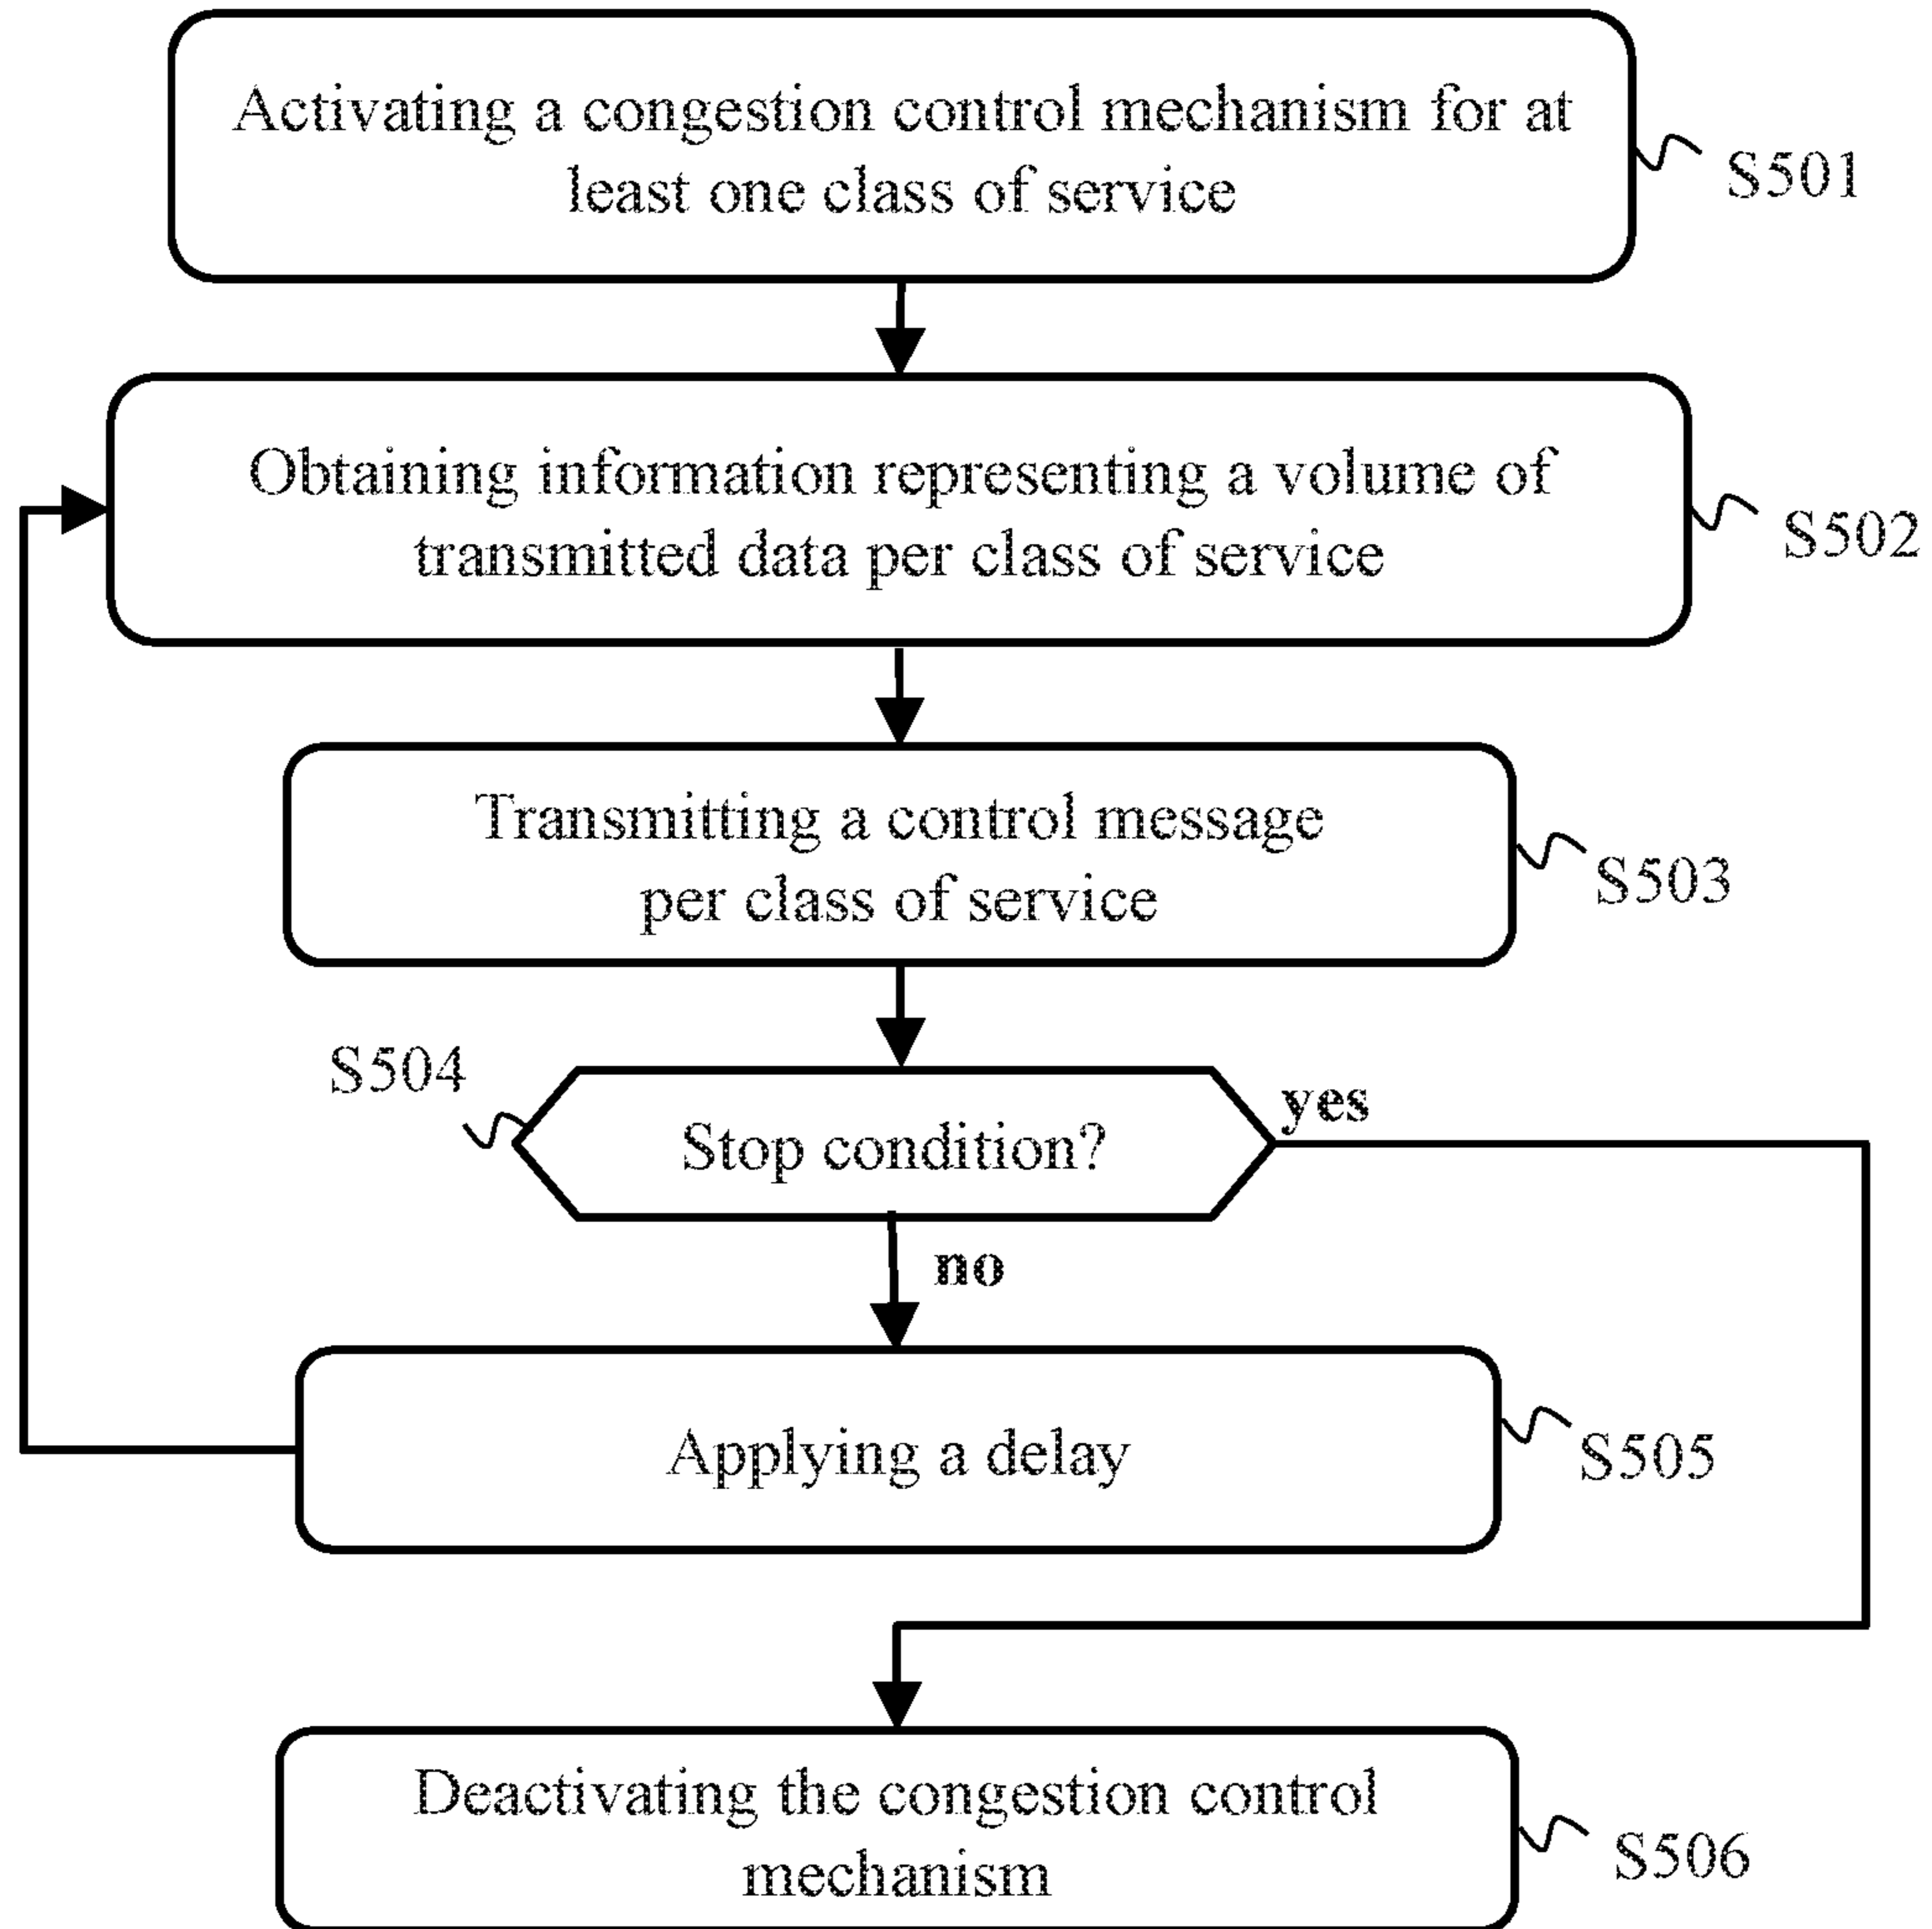 Activating a congestion control mechanism for at
least one class of service
S501
Obtaining information representing a volume of
transmitted data per class of service
S502
Transmitting a control message
per class of service
S503
S504
Stop condition?
yes
no
Applying a delay
S505
Deactivating the congestion control
mechanism
S506